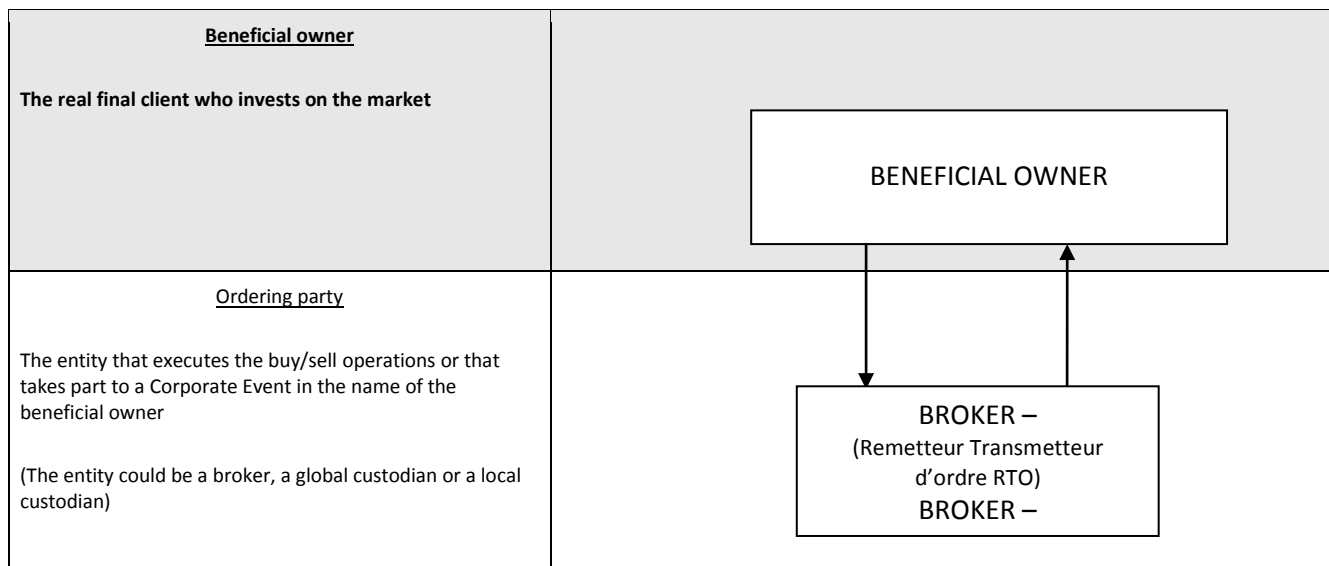 Beneficial owner
The real final client who invests on the market
BENEFICIAL OWNER
Ordering party
The entity that executes the buy/sell operations or that
takes part to a Corporate Event in the name of the
beneficial owner
(The entity could be a broker, a global custodian or a local
custodian)
BROKER –
(Remetteur Transmetteur
d’ordre RTO)
BROKER –